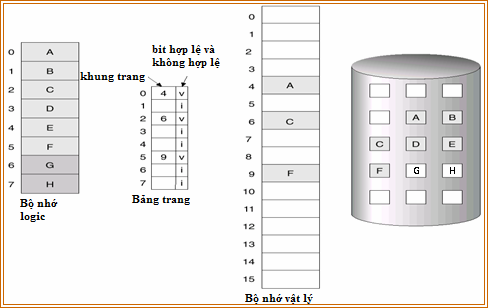 bit hợp lệ và
không hợp lệ
khung trang
0 A
1 B
2 C
3 D
4 E
5 F
6 G
7 H
Bộ nhớ
logic
0 4 v
1 i
2 6 v
3 i
4 i
5 9 v
6 i
7 i
Bảng trang
0
1
2
3
4 A
5
6 C
7
8
9 F
10
11
12
13
14
15
Bộ nhớ vật lý
A B
C D E
F G H